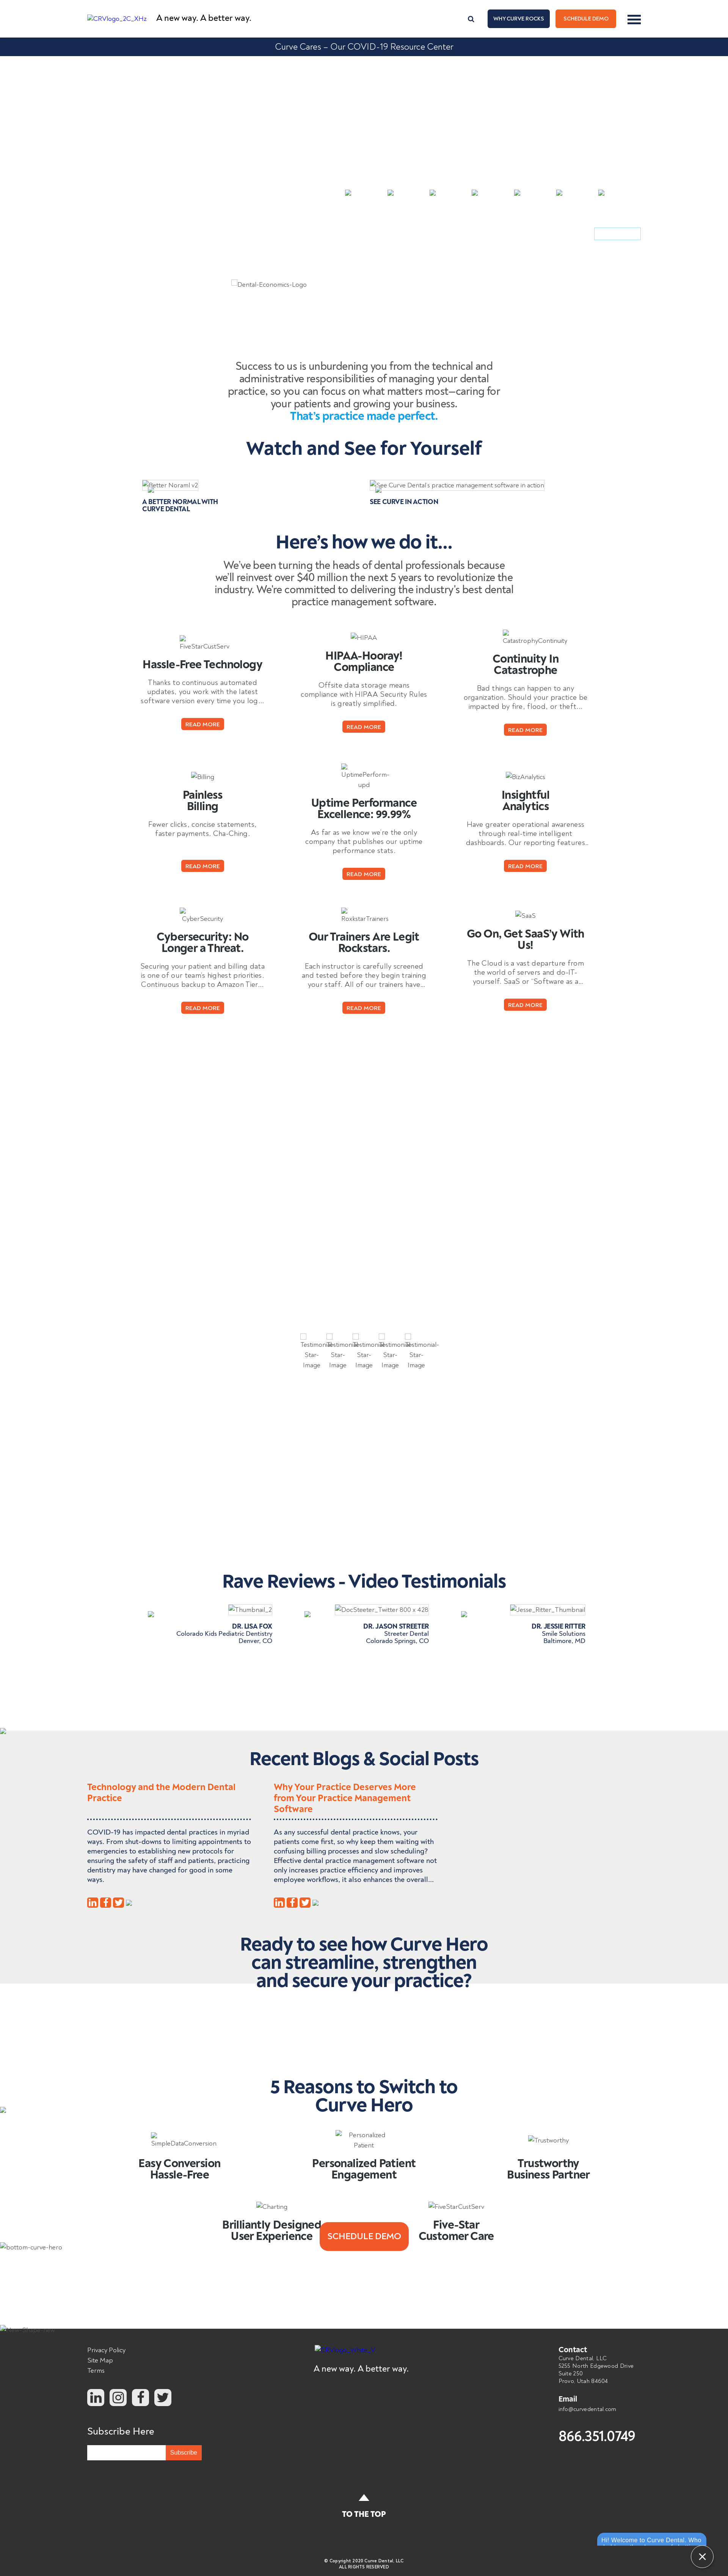 CRVlogo_2C_XHz
A new way. A better way.
WHY CURVE ROCKS
SCHEDULE DEMO
Curve Cares – Our COVID-19 Resource Center
Dental-Economics-Logo
Success to us is unburdening you from the technical and
administrative responsibilities of managing your dental
practice, so you can focus on what matters most—caring for
your patients and growing your business.
That's practice made perfect.
Watch and See for Yourself
Better Noraml v2
A BETTER NORMAL WITH
CURVE DENTAL
See Curve Dental's practice management software in action
SEE CURVE IN ACTION
Here's how we do it...
We've been turning the heads of dental professionals because
we'll reinvest over $40 million the next 5 years to revolutionize the
industry. We're committed to delivering the industry's best dental
practice management software.
FiveStarCustServ
Hassle-Free Technology
Thanks to continuous automated
updates, you work with the latest
software version every time you log...
READ MORE
HIPAA
HIPAA-Hooray!
Compliance
Offsite data storage means
compliance with HIPAA Security Rules
is greatly simplified.
READ MORE
CatastrophyContinuity
Continuity In
Catastrophe
Bad things can happen to any
organization. Should your practice be
impacted by fire, flood, or theft....
READ MORE
Billing
Painless
Billing
Fewer clicks, concise statements,
faster payments. Cha-Ching.
READ MORE
UptimePerform-
upd
Uptime Performance
Excellence: 99.99%
As far as we know we're the only
company that publishes our uptime
performance stats.
READ MORE
BizAnalytics
Insightful
Analytics
Have greater operational awareness
through real-time intelligent
dashboards. Our reporting features..
READ MORE
CyberSecurity
Cybersecurity: No
Longer a Threat.
Securing your patient and billing data
is one of our team's highest priorities.
Continuous backup to Amazon Tier...
READ MORE
RoxkstarTrainers
Our Trainers Are Legit
Rockstars.
Each instructor is carefully screened
and tested before they begin training
your staff. All of our trainers have...
READ MORE
SaaS
Go On, Get SaaS'y With
Us!
The Cloud is a vast departure from
the world of servers and do-IT-
yourself. SaaS or "Software as a...
READ MORE
Testimonial-
Star-
Image
Testimonial-
Star-
Image
Testimonial-
Star-
Image
Testimonial-
Star-
Image
Testimonial-
Star-
Image
Rave Reviews - Video Testimonials
Thumbnail_2
DR. LISA FOX
Colorado Kids Pediatric Dentistry
Denver, CO
DocSteeter_Twitter 800 x 428
DR. JASON STREETER
Streeter Dental
Colorado Springs, CO
Jesse_Ritter_Thumbnail
DR. JESSIE RITTER
Smile Solutions
Baltimore, MD
Recent Blogs & Social Posts
Technology and the Modern Dental
Practice
COVID-19 has impacted dental practices in myriad
ways. From shut-downs to limiting appointments to
emergencies to establishing new protocols for
ensuring the safety of staff and patients, practicing
dentistry may have changed for good in some
ways.
Why Your Practice Deserves More
from Your Practice Management
Software
As any successful dental practice knows, your
patients come first, so why keep them waiting with
confusing billing processes and slow scheduling?
Effective dental practice management software not
only increases practice efficiency and improves
employee workflows, it also enhances the overall...
Ready to see how Curve Hero
can streamline, strengthen
and secure your practice?
5 Reasons to Switch to
Curve Hero
SimpleDataConversion
Easy Conversion
Hassle-Free
Personalized
Patient
Personalized Patient
Engagement
Trustworthy
Trustworthy
Business Partner
Charting
Brilliantly Designed
User Experience
FiveStarCustServ
Five-Star
Customer Care
SCHEDULE DEMO
bottom-curve-hero
Privacy Policy
Site Map
Terms
Subscribe Here
Subscribe
A new way. A better way.
Contact
Curve Dental, LLC
5255 North Edgewood Drive
Suite 250
Provo, Utah 84604
Email
info@curvedental.com
866.351.0749
TO THE TOP
© Copyright 2020 Curve Dental, LLC
ALL RIGHTS RESERVED
Hi! Welcome to Curve Dental. Who